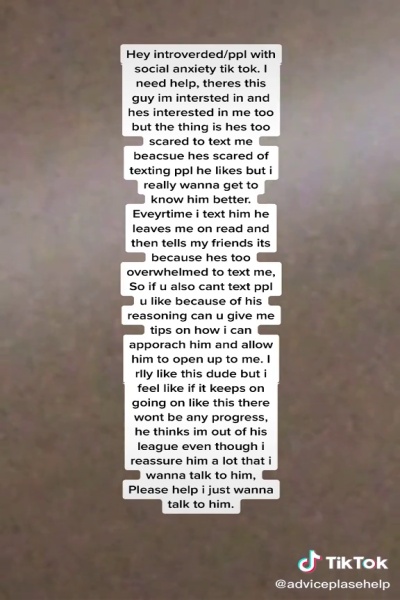 Hey introverded/ppl with
social anxiety tik tok. I
need help, theres this
guy im intersted in and
hes interested in me too
but the thing is hes too
scared to text me
beacsue hes scared of
texting ppl he likes but i
really wanna get to
know him better.
Eveyrtime i text him he
leaves me on read and
then tells my friends its
because hes too
overwhelmed to text me,
So if u also cant text ppl
u like because of his
reasoning can u give me
tips on how i can
apporach him and allow
him to open up to me. I
rlly like this dude but i
feel like if it keeps on
going on like this there
wont be any progress,
he thinks im out of his
league even though i
reassure him a lot that i
wanna talk to him,
Please help i just wanna
talk to him.
TikTok
@adviceplasehelp